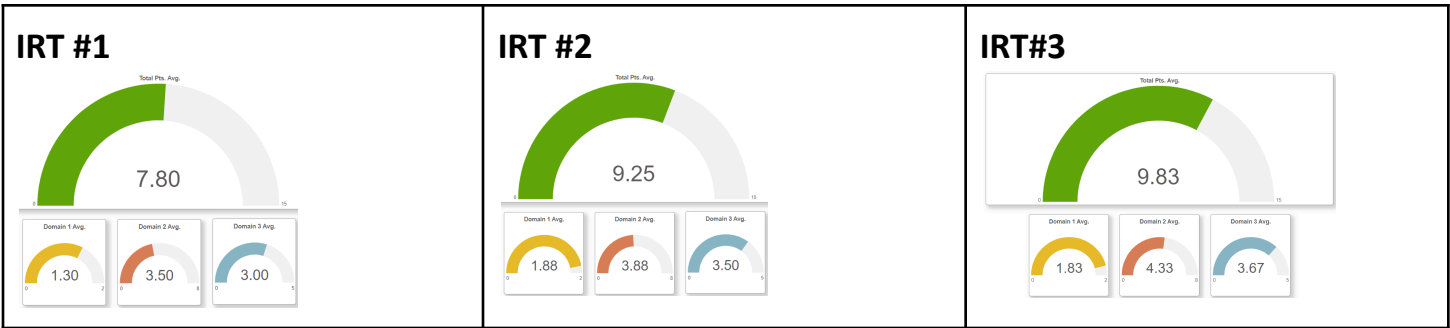 IRT #1
Total Pts. Avg.
7.80
0
15
Domain 1 Avg.
1.30
0
2
Domain 2 Avg.
3.50
0
8
Domain 3 Avg.
3.00
0
5
IRT #2
Total Pts. Avg.
9.25
0
15
Domain 1 Avg.
1.88
0
2
Domain 2 Avg.
3.88
0
8
Domain 3 Avg.
3.50
0
5
IRT#3
Total Pts. Avg.
9.83
0
15
Domain 1 Avg.
1.83
0
2
Domain 2 Avg.
4.33
0
8
Domain 3 Avg.
3.67
0
5